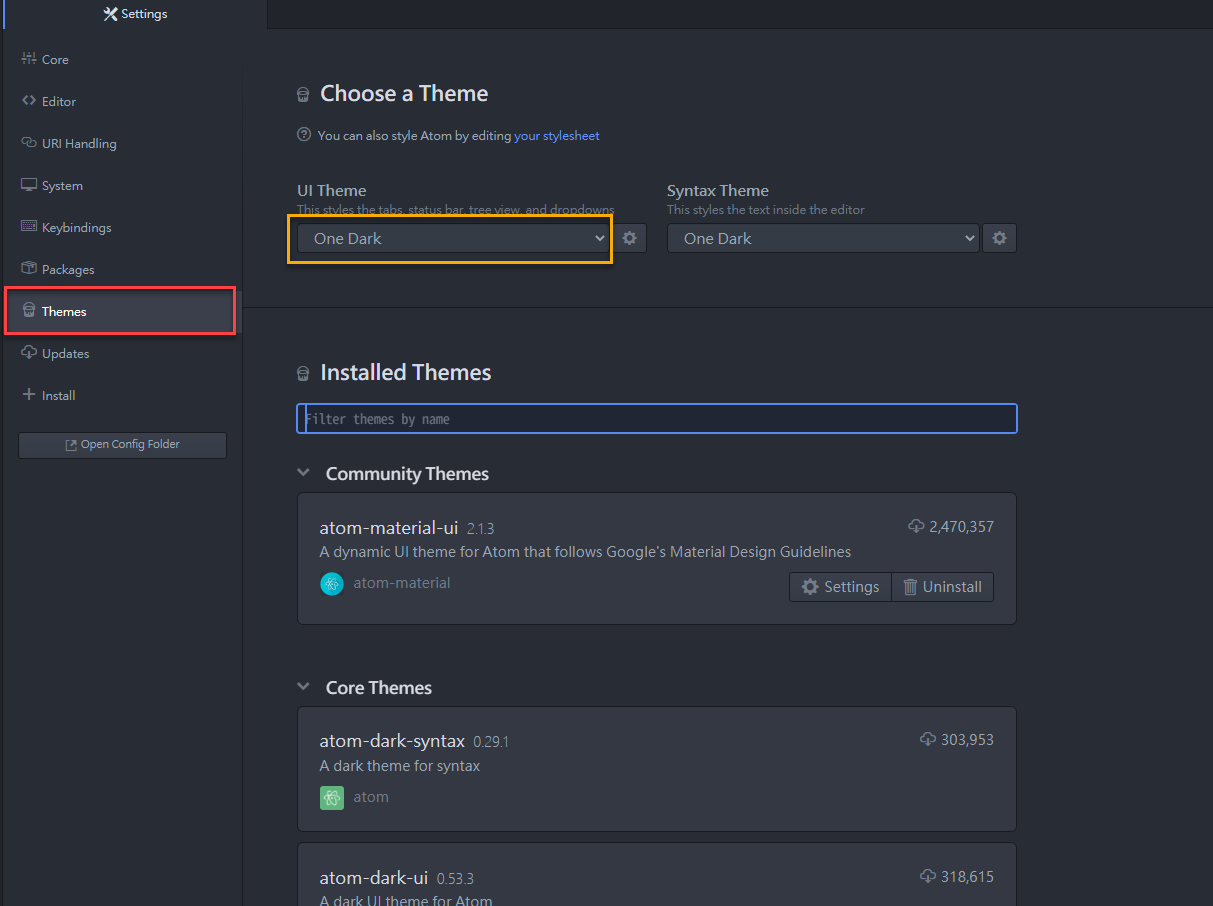 Settings
Core
Editor
URI Handling
System
Keybindings
Packages
Themes
Updates
Install
Open Config Folder
Choose a Theme
You can also style Atom by editing your stylesheet
UI Theme
This styles the tabs, status bar, tree view, and dropdowns
One Dark
Syntax Theme
This styles the text inside the editor
One Dark
Installed Themes
Filter themes by name
Community Themes
atom-material-ui 2.1.3
2,470,357
A dynamic UI theme for Atom that follows Google's Material Design Guidelines
atom-material
Settings
Uninstall
Core Themes
atom-dark-syntax 0.29.1
303,953
A dark theme for syntax
atom
atom-dark-ui 0.53.3
318,615
A dark UI theme for Atom